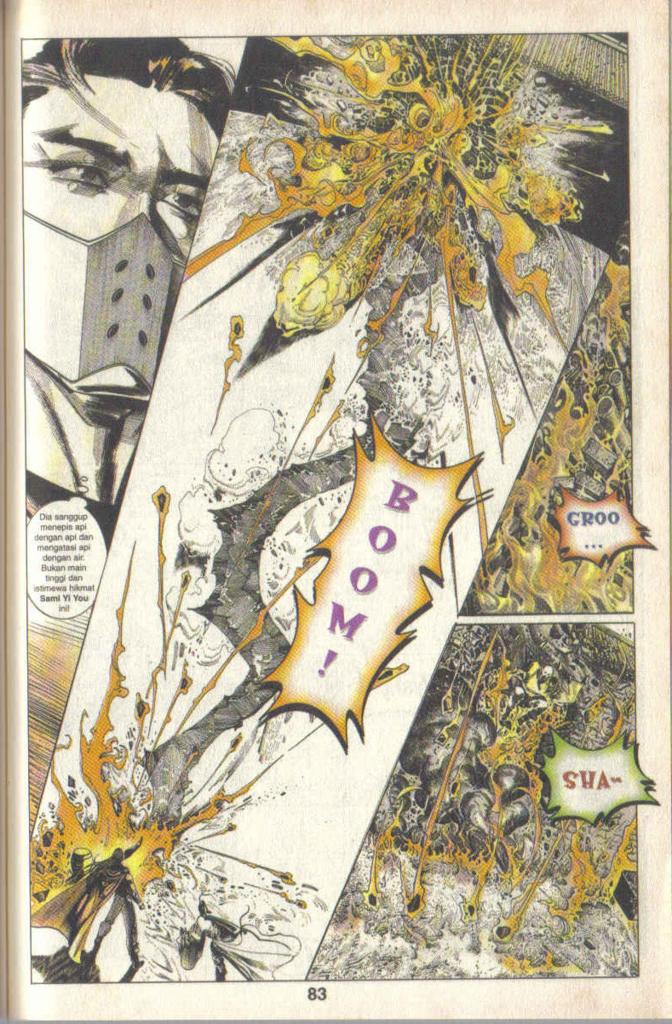 Dia sanggup
menepis api
dengan api dan
mengatasi api
dengan air.
Bukan main
tinggi dan
istimewa hikmat
Sami Yi You
ini!
BOOM!
GROO
...
SHA-
83